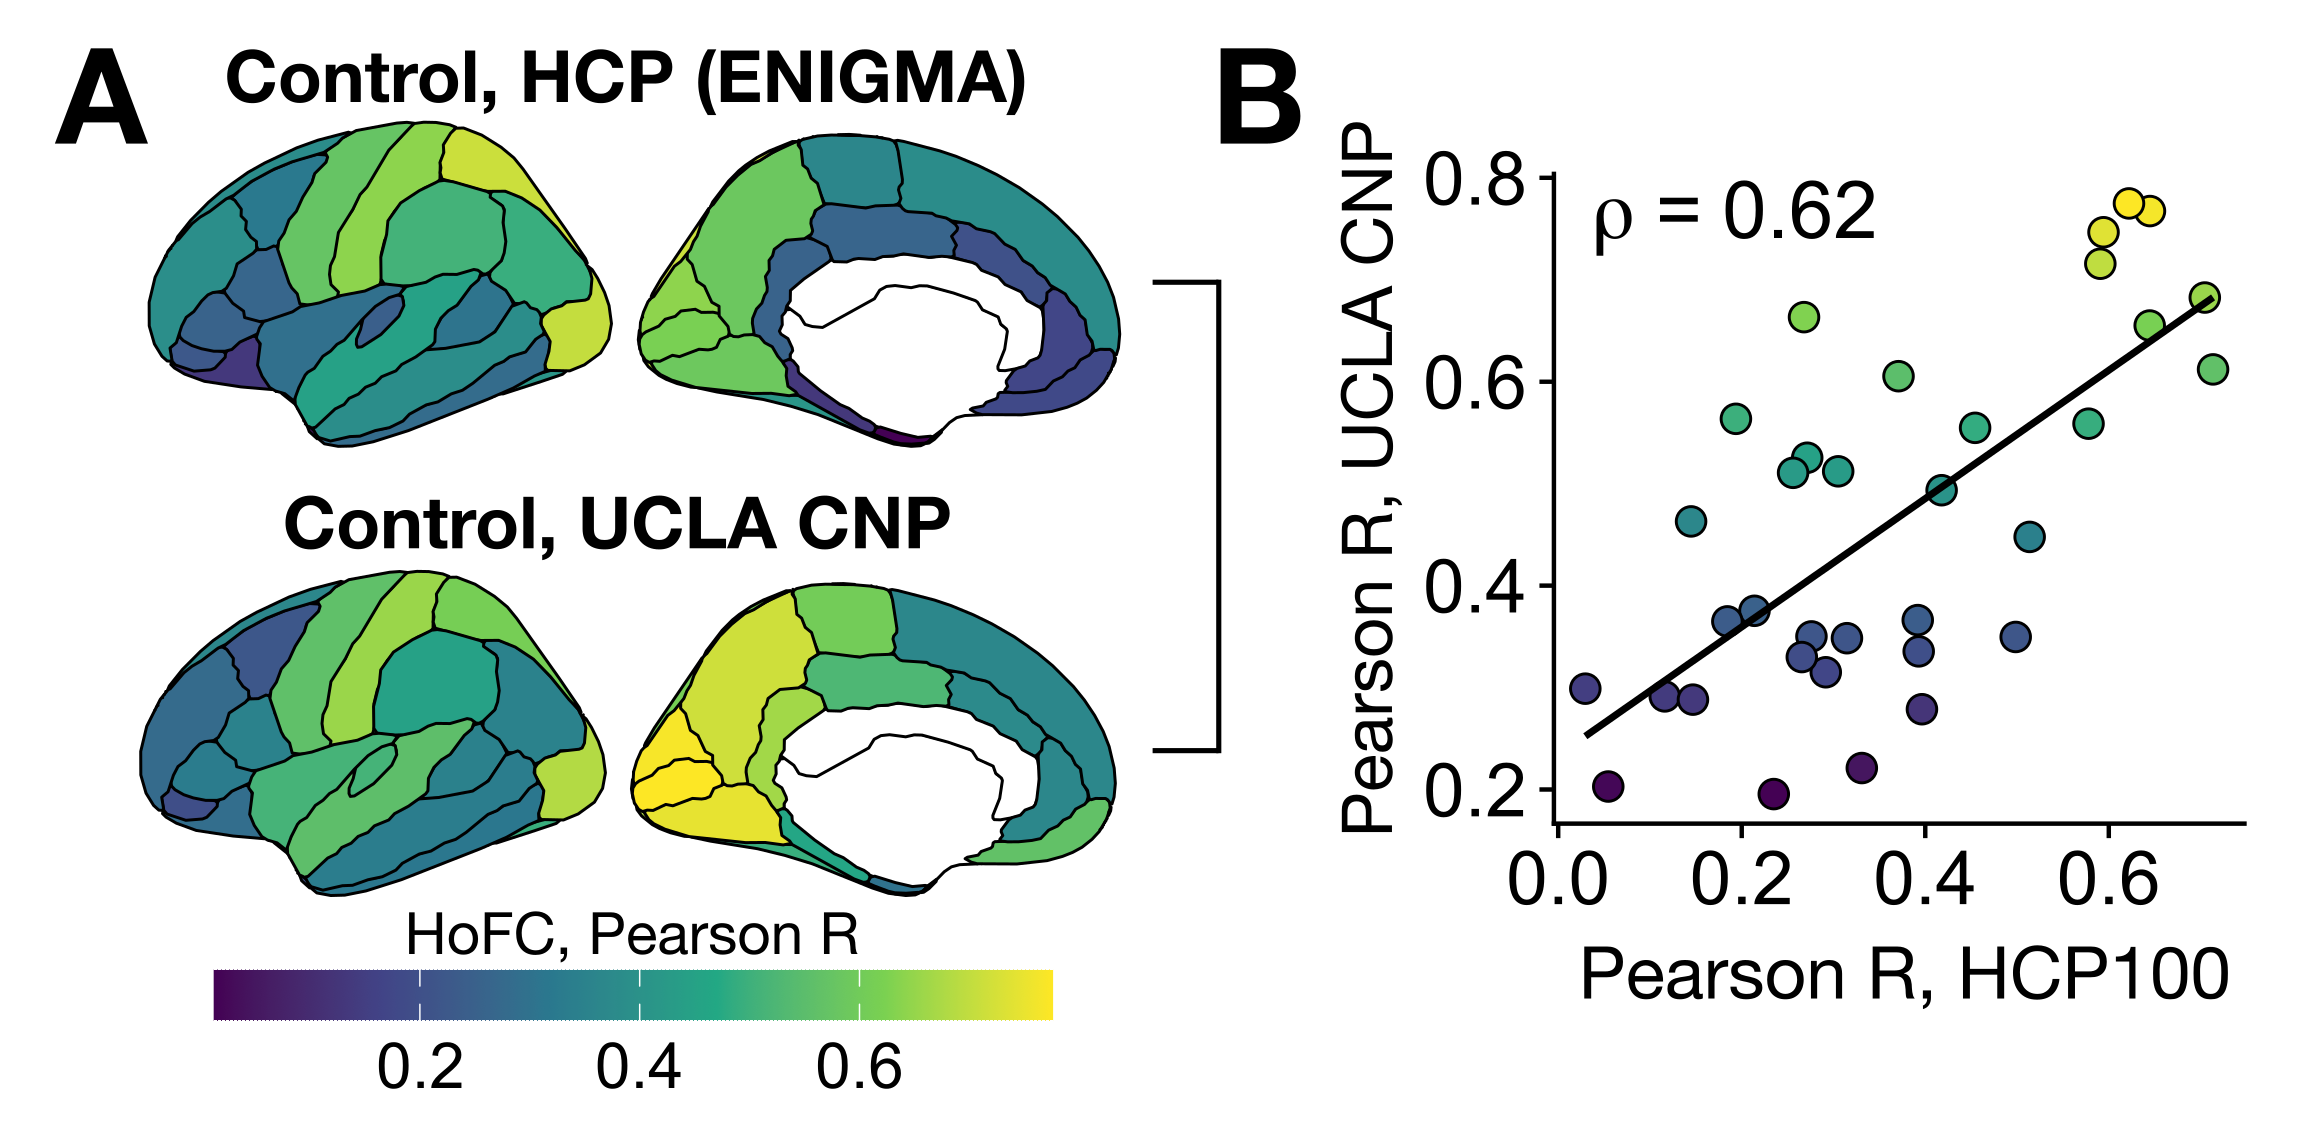 A
Control, HCP (ENIGMA)
Control, UCLA CNP
HoFC, Pearson R
0.2 0.4 0.6
B
Pearson R, UCLA CNP
0.8
0.6
0.4
0.2
ρ = 0.62
0.0 0.2 0.4 0.6
Pearson R, HCP100